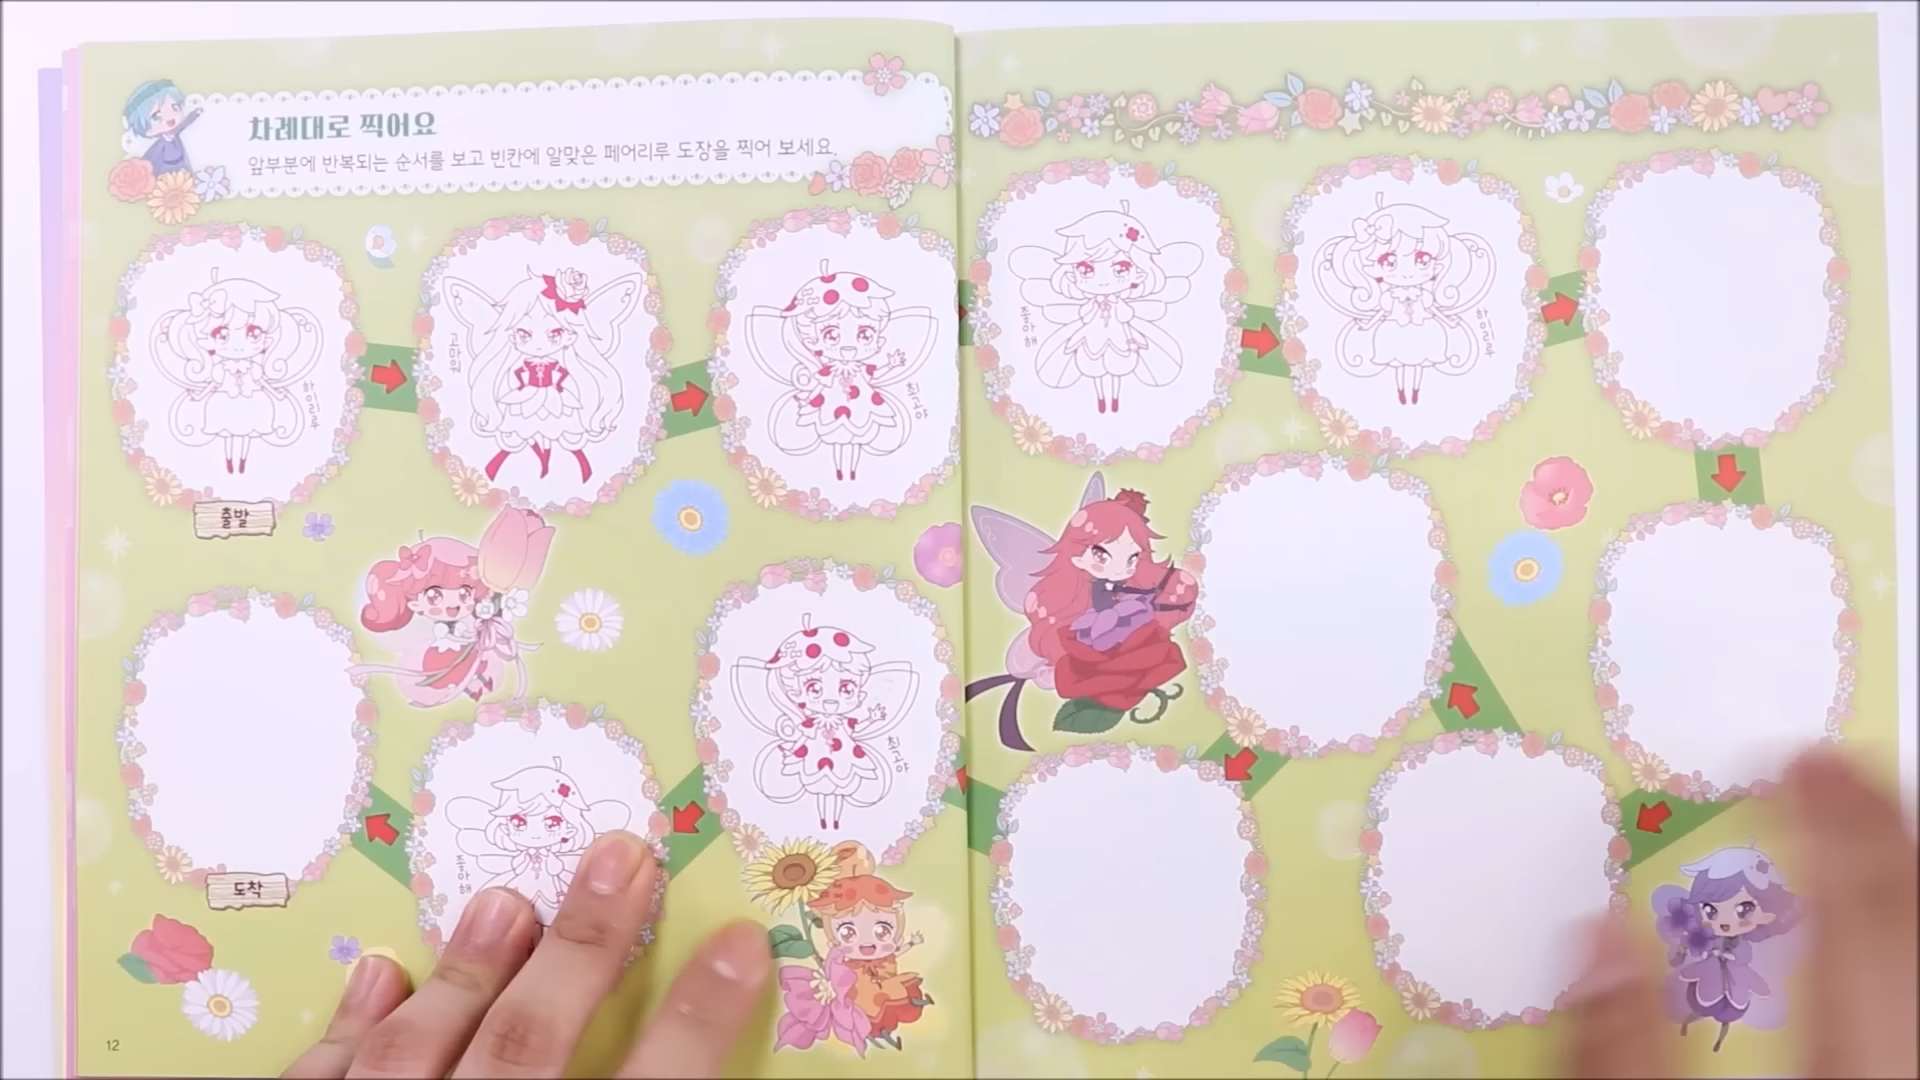 차례대로 찍어요
앞부분에 반복되는 순서를 보고 빈칸에 알맞은 페어리루 도장을 찍어 보세요.
하이루
고마워
최고야
좋아해
하이루
출발
최고야
좋아해
도착
12